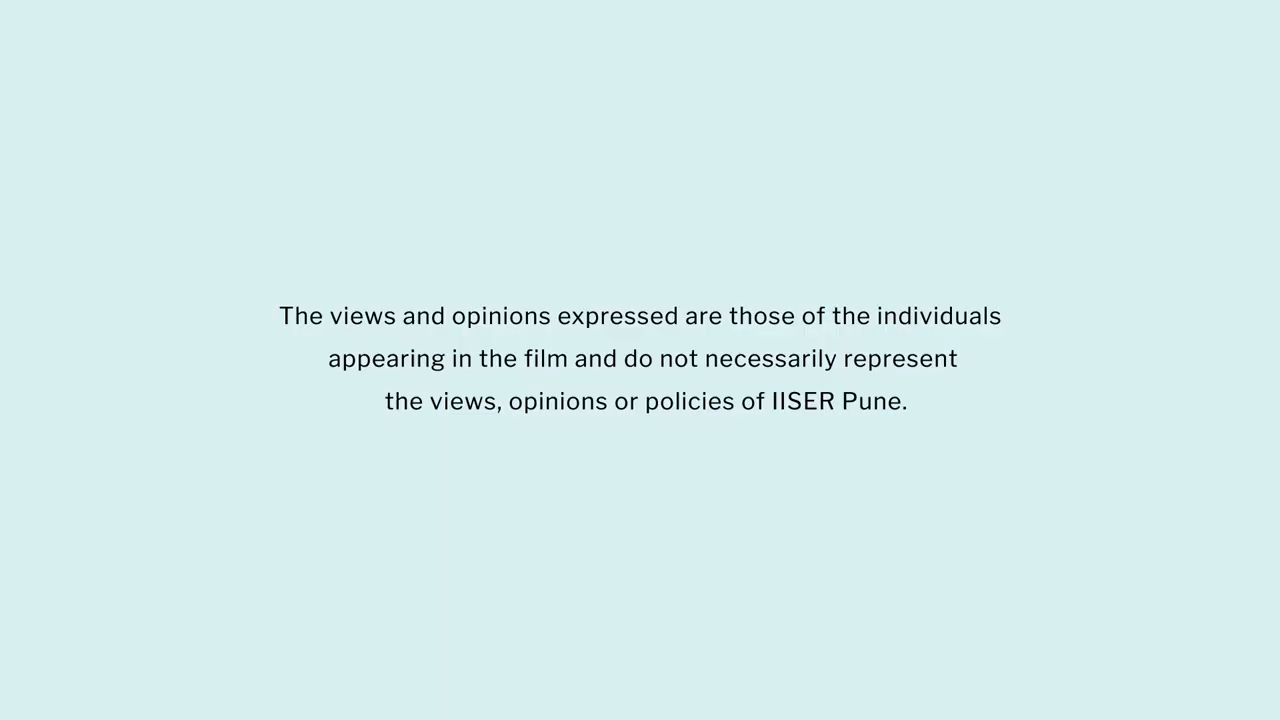 The views and opinions expressed are those of the individuals
appearing in the film and do not necessarily represent
the views, opinions or policies of IISER Pune.